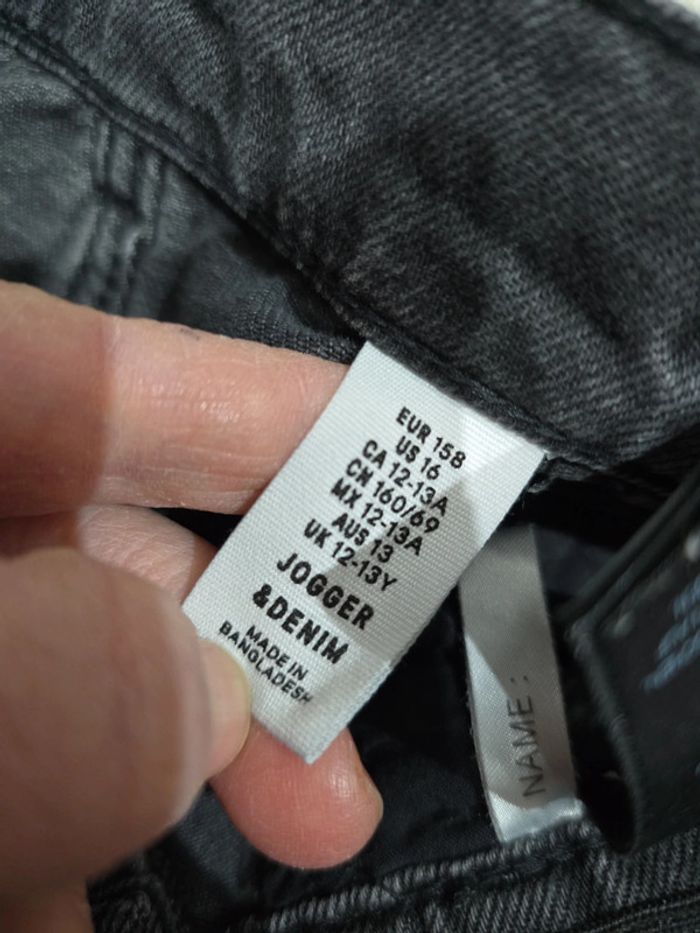 EUR 158
US 16
CA 12-13A
CN 160/69
MX 12-13A
AUS 13
UK 12-13Y
JOGGER
&DENIM
MADE IN
BANGLADESH
NAME :